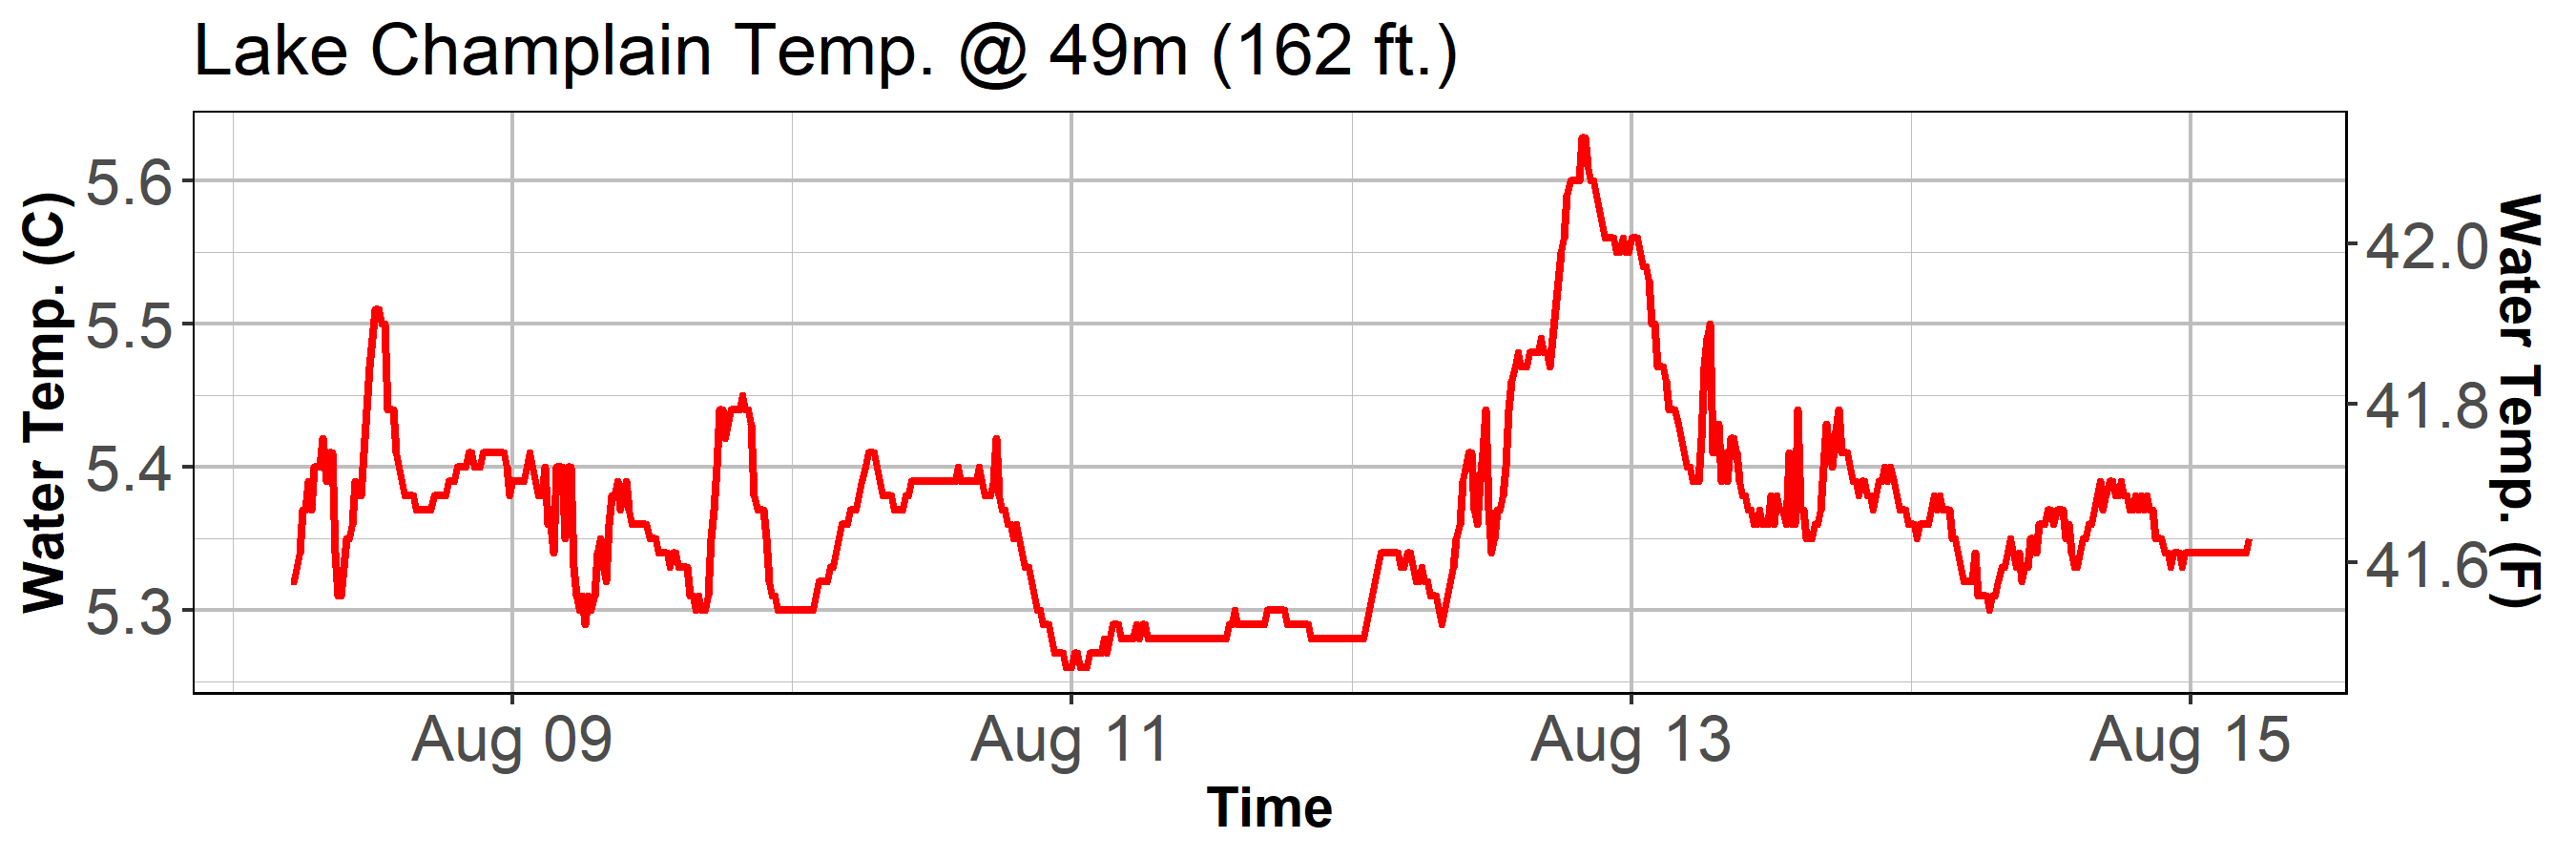 Lake Champlain Temp. @ 49m (162 ft.)
Water Temp. (C)
5.6
5.5
5.4
5.3
42.0
41.8
41.6
Water Temp. (F)
Aug 09
Aug 11
Aug 13
Aug 15
Time